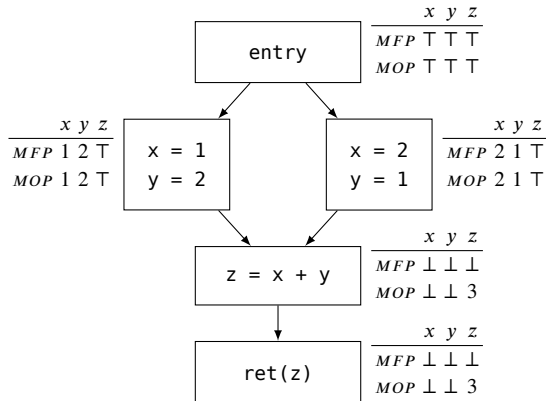 x y z
MFP ⊤ ⊤ ⊤
MOP ⊤ ⊤ ⊤
entry
x y z
MFP 1 2 ⊤
MOP 1 2 ⊤
x = 1
y = 2
x = 2
y = 1
x y z
MFP 2 1 ⊤
MOP 2 1 ⊤
z = x + y
x y z
MFP ⊥ ⊥ ⊥
MOP ⊥ ⊥ 3
ret(z)
x y z
MFP ⊥ ⊥ ⊥
MOP ⊥ ⊥ 3